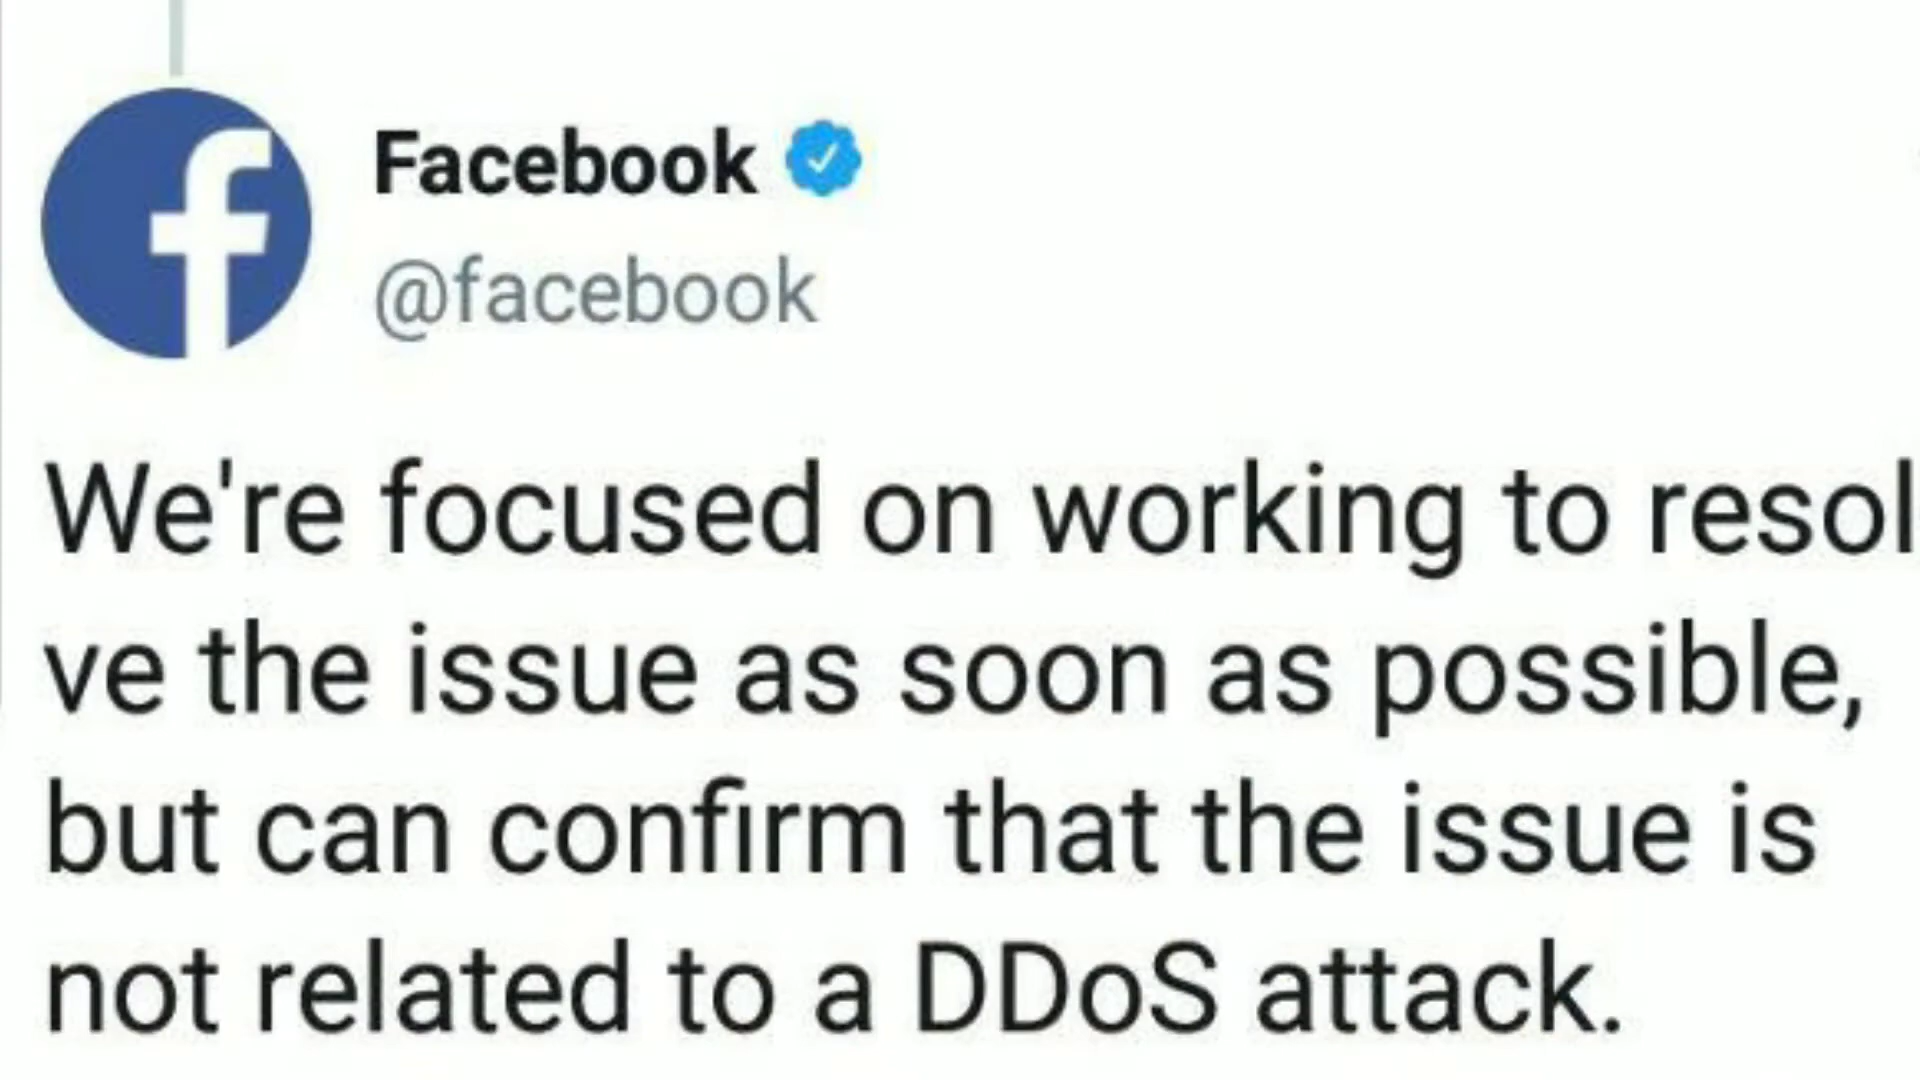 Facebook
@facebook
We're focused on working to resol
ve the issue as soon as possible,
but can confirm that the issue is
not related to a DDoS attack.